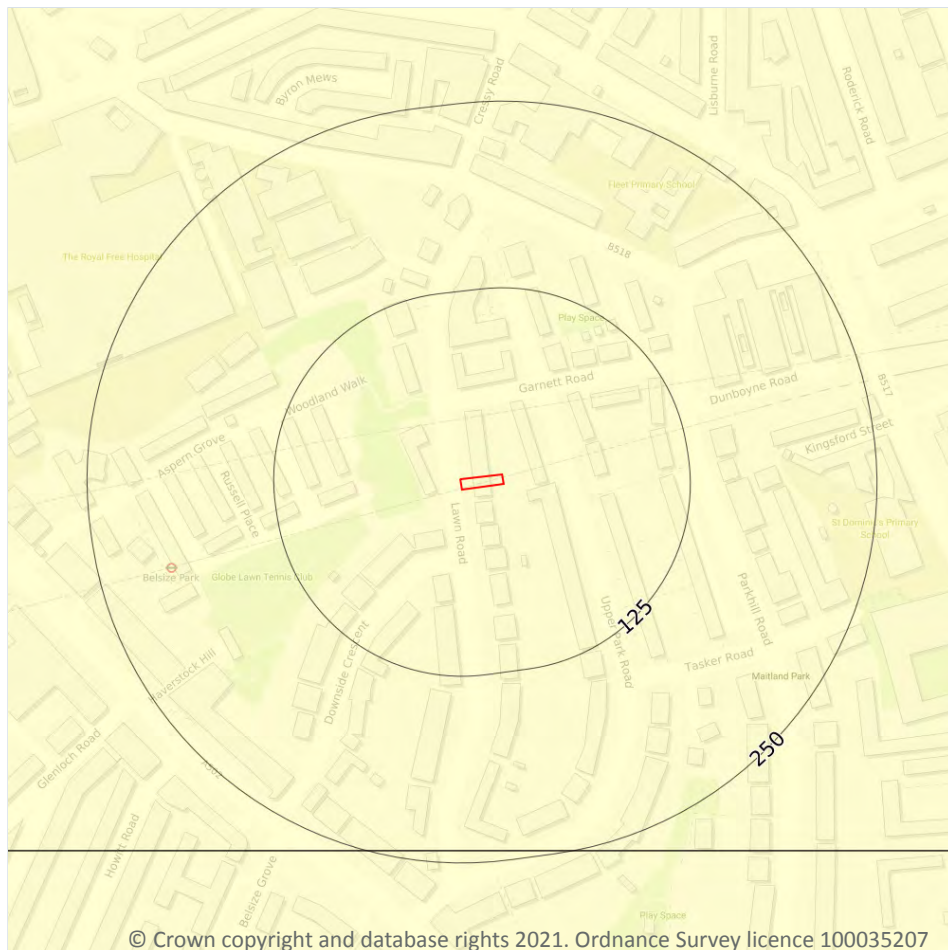 Byron Mews
Cressy Road
Lisburne Road
Roderick Road
Fleet Primary School
The Royal Free Hospital
B518
Play Space
Woodland Walk
Garnett Road
Dunboyne Road
B517
Aspern Grove
Kingsford Street
Russell Place
Lawn Road
St Dominics Primary
School
Belsize Park
Globe Lawn Tennis Club
Upper Park Road
125
Parkhill Road
Downside Crescent
Tasker Road
Haverstock Hill
Maitland Park
Glenloch Road
250
A502
Howitt Road
Belsize Grove
Play Space
© Crown copyright and database rights 2021. Ordnance Survey licence 100035207